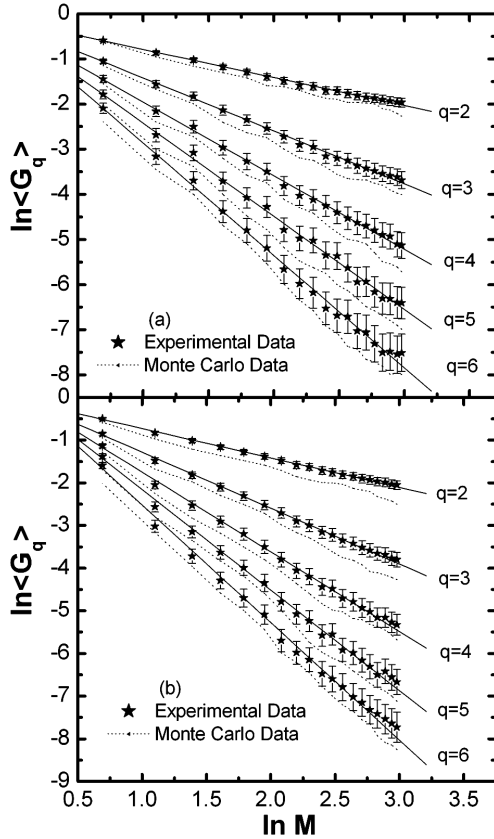 0
-1
-2
-3
-4
-5
-6
-7
-8
ln<G_q>
q=2
q=3
q=4
q=5
q=6
(a)
Experimental Data
Monte Carlo Data
0
-1
-2
-3
-4
-5
-6
-7
-8
-9
ln<G_q>
q=2
q=3
q=4
q=5
q=6
(b)
Experimental Data
Monte Carlo Data
0.5 1.0 1.5 2.0 2.5 3.0 3.5
ln M